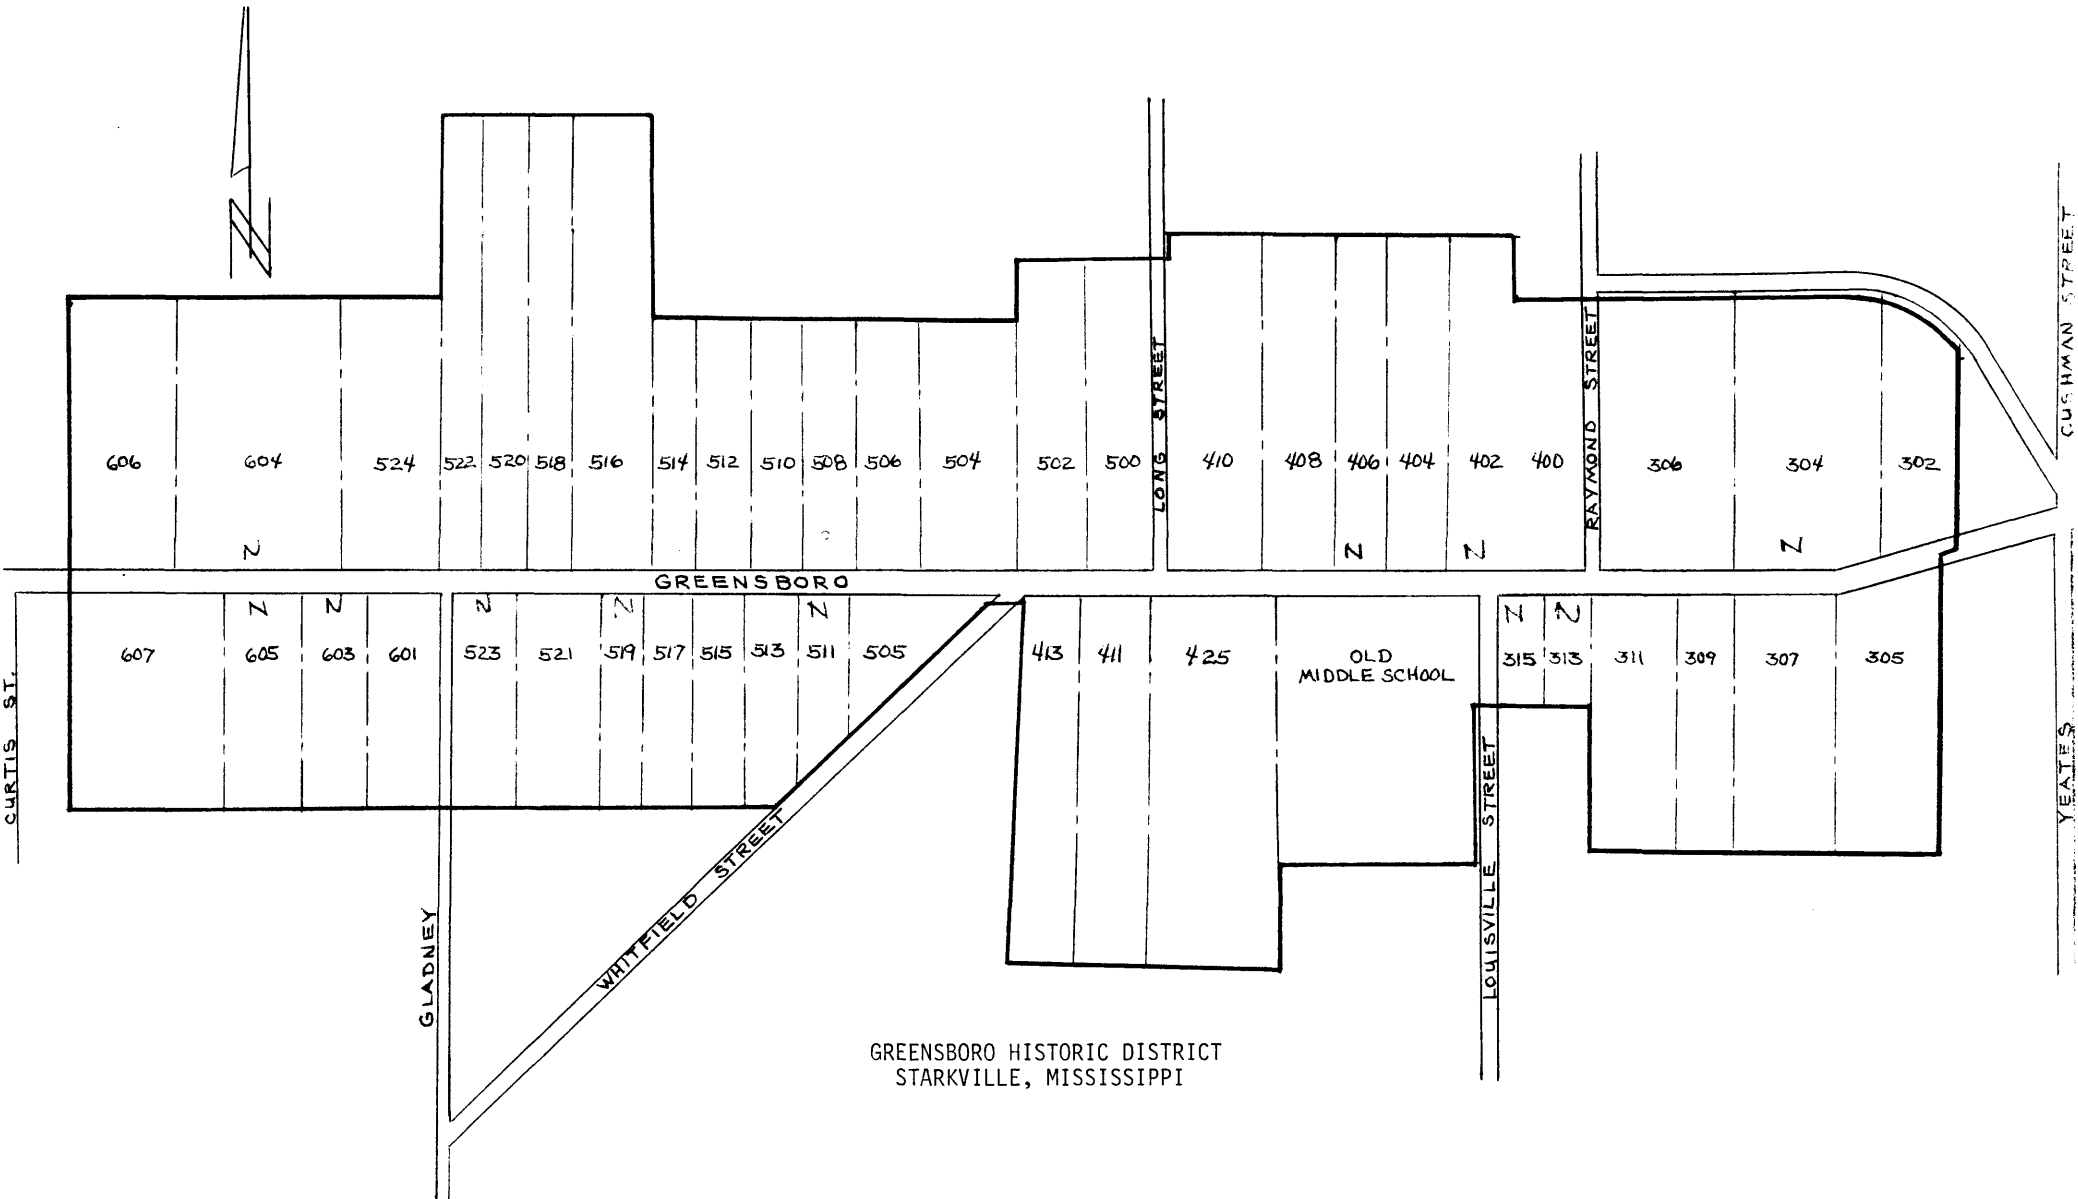 N
CUSHMAN STREET
LONG STREET
RAYMOND STREET
606 604 524 522 520 518 516 514 512 510 508 506 504 502 500 410 408 406 404 402 400 306 304 302
N N N N
GREENSBORO
N N N N N N N
607 605 603 601 523 521 519 517 515 513 511 505 413 411 425 OLD 315 313 311 309 307 305
MIDDLE SCHOOL
CURTIS ST.
GLADNEY
WHITFIELD STREET
LOUISVILLE STREET
YEATES
GREENSBORO HISTORIC DISTRICT
STARKVILLE, MISSISSIPPI